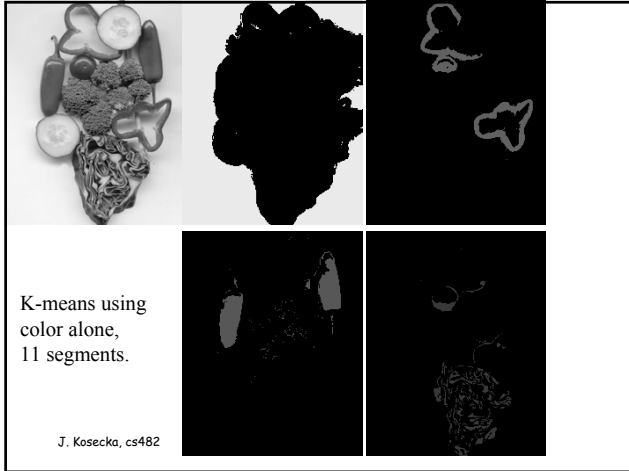 K-means using
color alone,
11 segments.
J. Kosecka, cs482